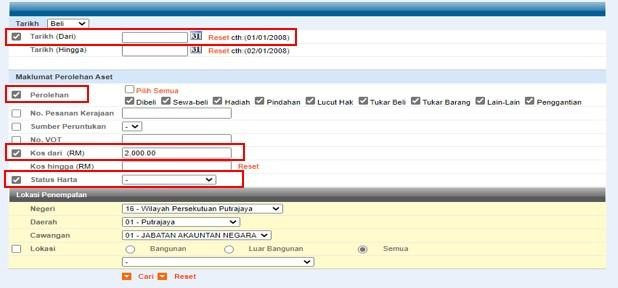 Tarikh Beli
Tarikh (Dari) 31 Reset cth:(01/01/2008)
Tarikh (Hingga) 31 Reset cth:(02/01/2008)
Maklumat Perolehan Aset
Perolehan Pilih Semua
Dibeli Sewa-beli Hadiah Pindahan Lucut Hak Tukar Beli Tukar Barang Lain-Lain Penggantian
No. Pesanan Kerajaan
Sumber Peruntukan -
No. VOT
Kos dari (RM) 2,000.00
Kos hingga (RM) Reset
Status Harta -
Lokasi Penempatan
Negeri 16 - Wilayah Persekutuan Putrajaya
Daerah 01 - Putrajaya
Cawangan 01 - JABATAN AKAUNTAN NEGARA
Lokasi Bangunan Luar Bangunan Semua
-
Cari Reset